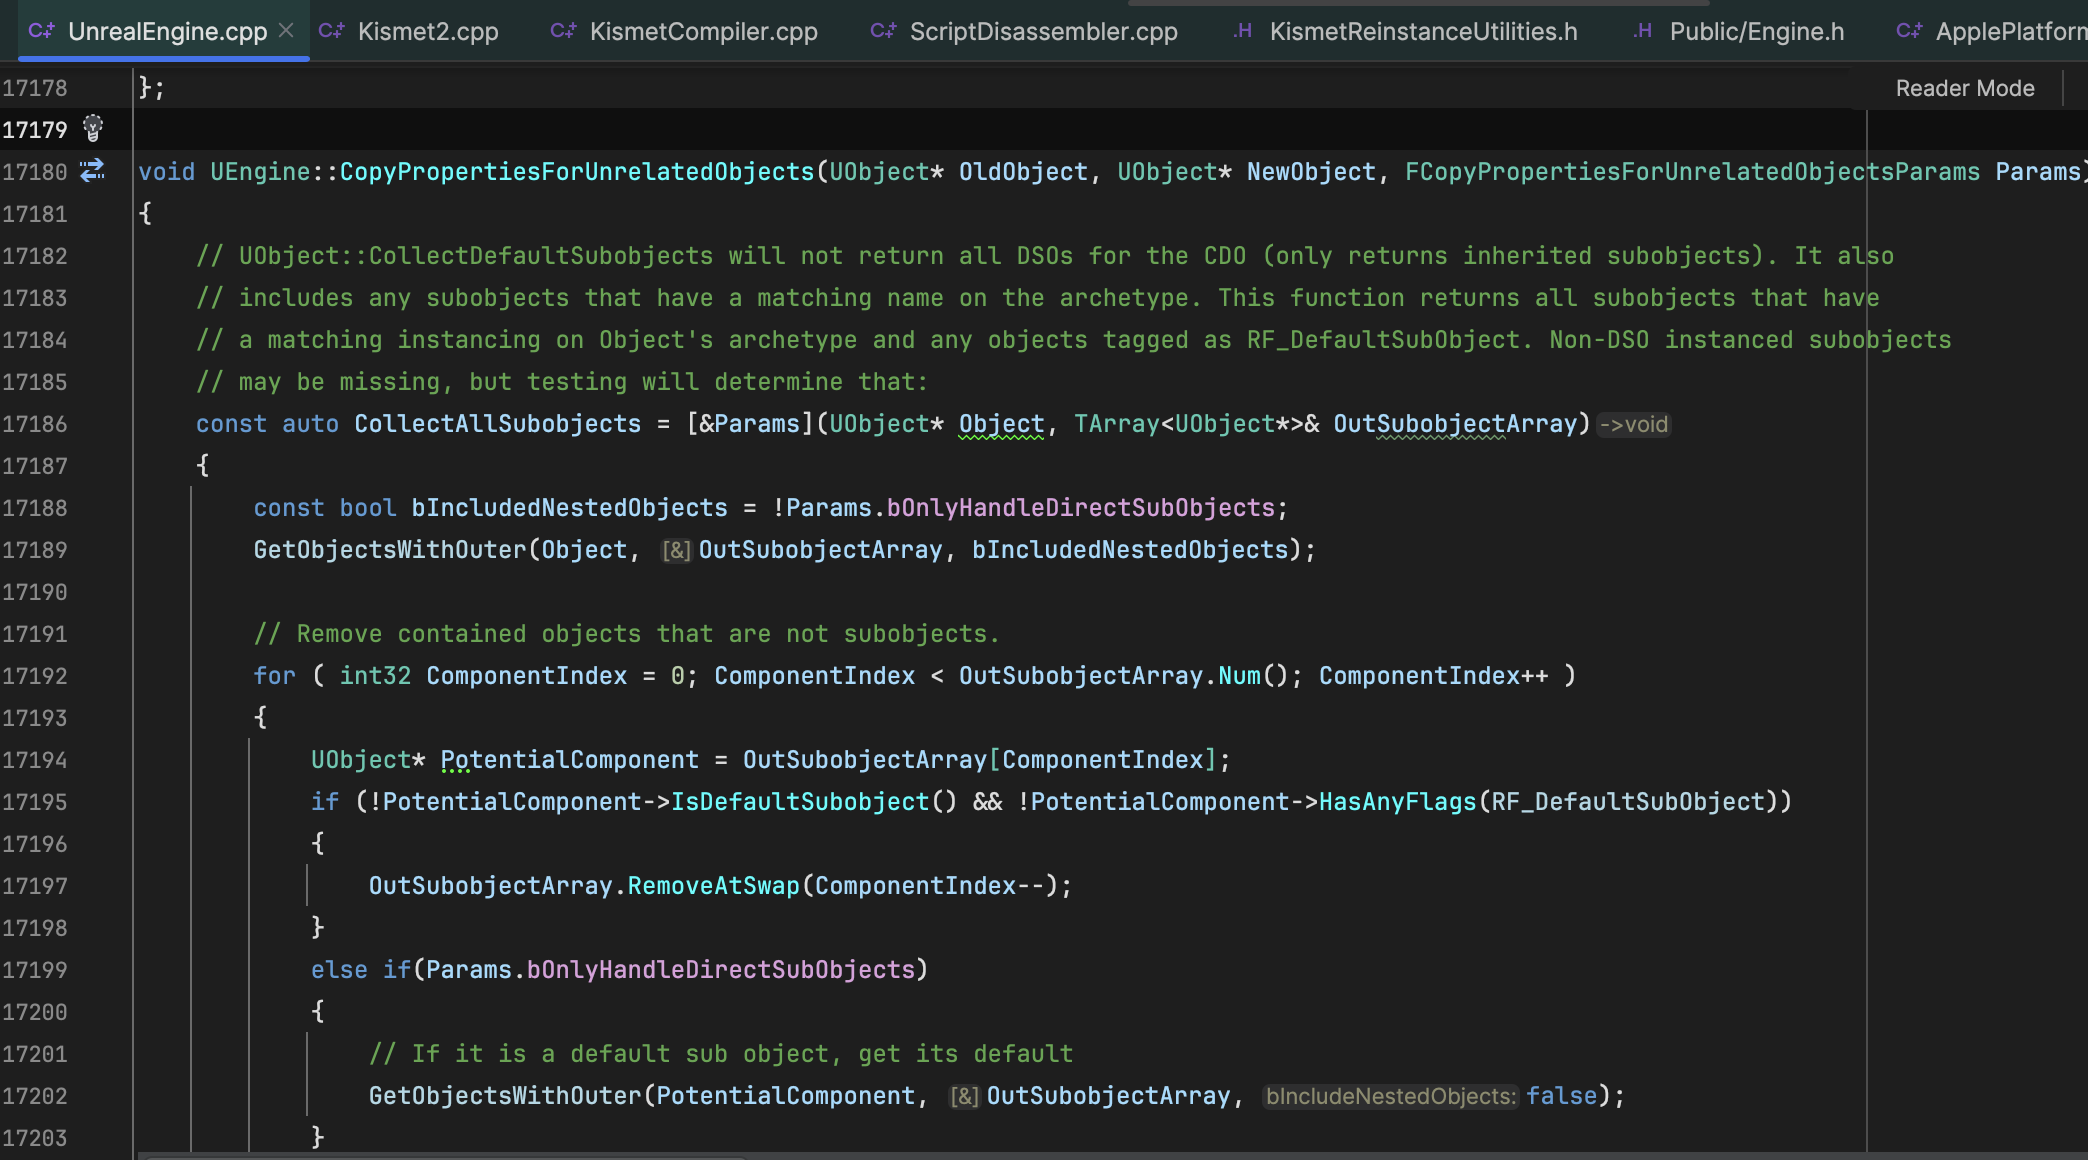 UnrealEngine.cpp Kismet2.cpp KismetCompiler.cpp ScriptDisassembler.cpp .H KismetReinstanceUtilities.h .H Public/Engine.h ApplePlatform
17178 };
Reader Mode
17179
17180 void UEngine::CopyPropertiesForUnrelatedObjects(UObject* OldObject, UObject* NewObject, FCopyPropertiesForUnrelatedObjectsParams Params)
17181 {
17182 // UObject::CollectDefaultSubobjects will not return all DSOs for the CDO (only returns inherited subobjects). It also
17183 // includes any subobjects that have a matching name on the archetype. This function returns all subobjects that have
17184 // a matching instancing on Object's archetype and any objects tagged as RF_DefaultSubObject. Non-DSO instanced subobjects
17185 // may be missing, but testing will determine that:
17186 const auto CollectAllSubobjects = [&Params](UObject* Object, TArray<UObject*>& OutSubobjectArray) ->void
17187 {
17188 const bool bIncludedNestedObjects = !Params.bOnlyHandleDirectSubObjects;
17189 GetObjectsWithOuter(Object, [&] OutSubobjectArray, bIncludedNestedObjects);
17190
17191 // Remove contained objects that are not subobjects.
17192 for ( int32 ComponentIndex = 0; ComponentIndex < OutSubobjectArray.Num(); ComponentIndex++ )
17193 {
17194 UObject* PotentialComponent = OutSubobjectArray[ComponentIndex];
17195 if (!PotentialComponent->IsDefaultSubobject() && !PotentialComponent->HasAnyFlags(RF_DefaultSubObject))
17196 {
17197 OutSubobjectArray.RemoveAtSwap(ComponentIndex--);
17198 }
17199 else if(Params.bOnlyHandleDirectSubObjects)
17200 {
17201 // If it is a default sub object, get its default
17202 GetObjectsWithOuter(PotentialComponent, [&] OutSubobjectArray, bIncludeNestedObjects: false);
17203 }